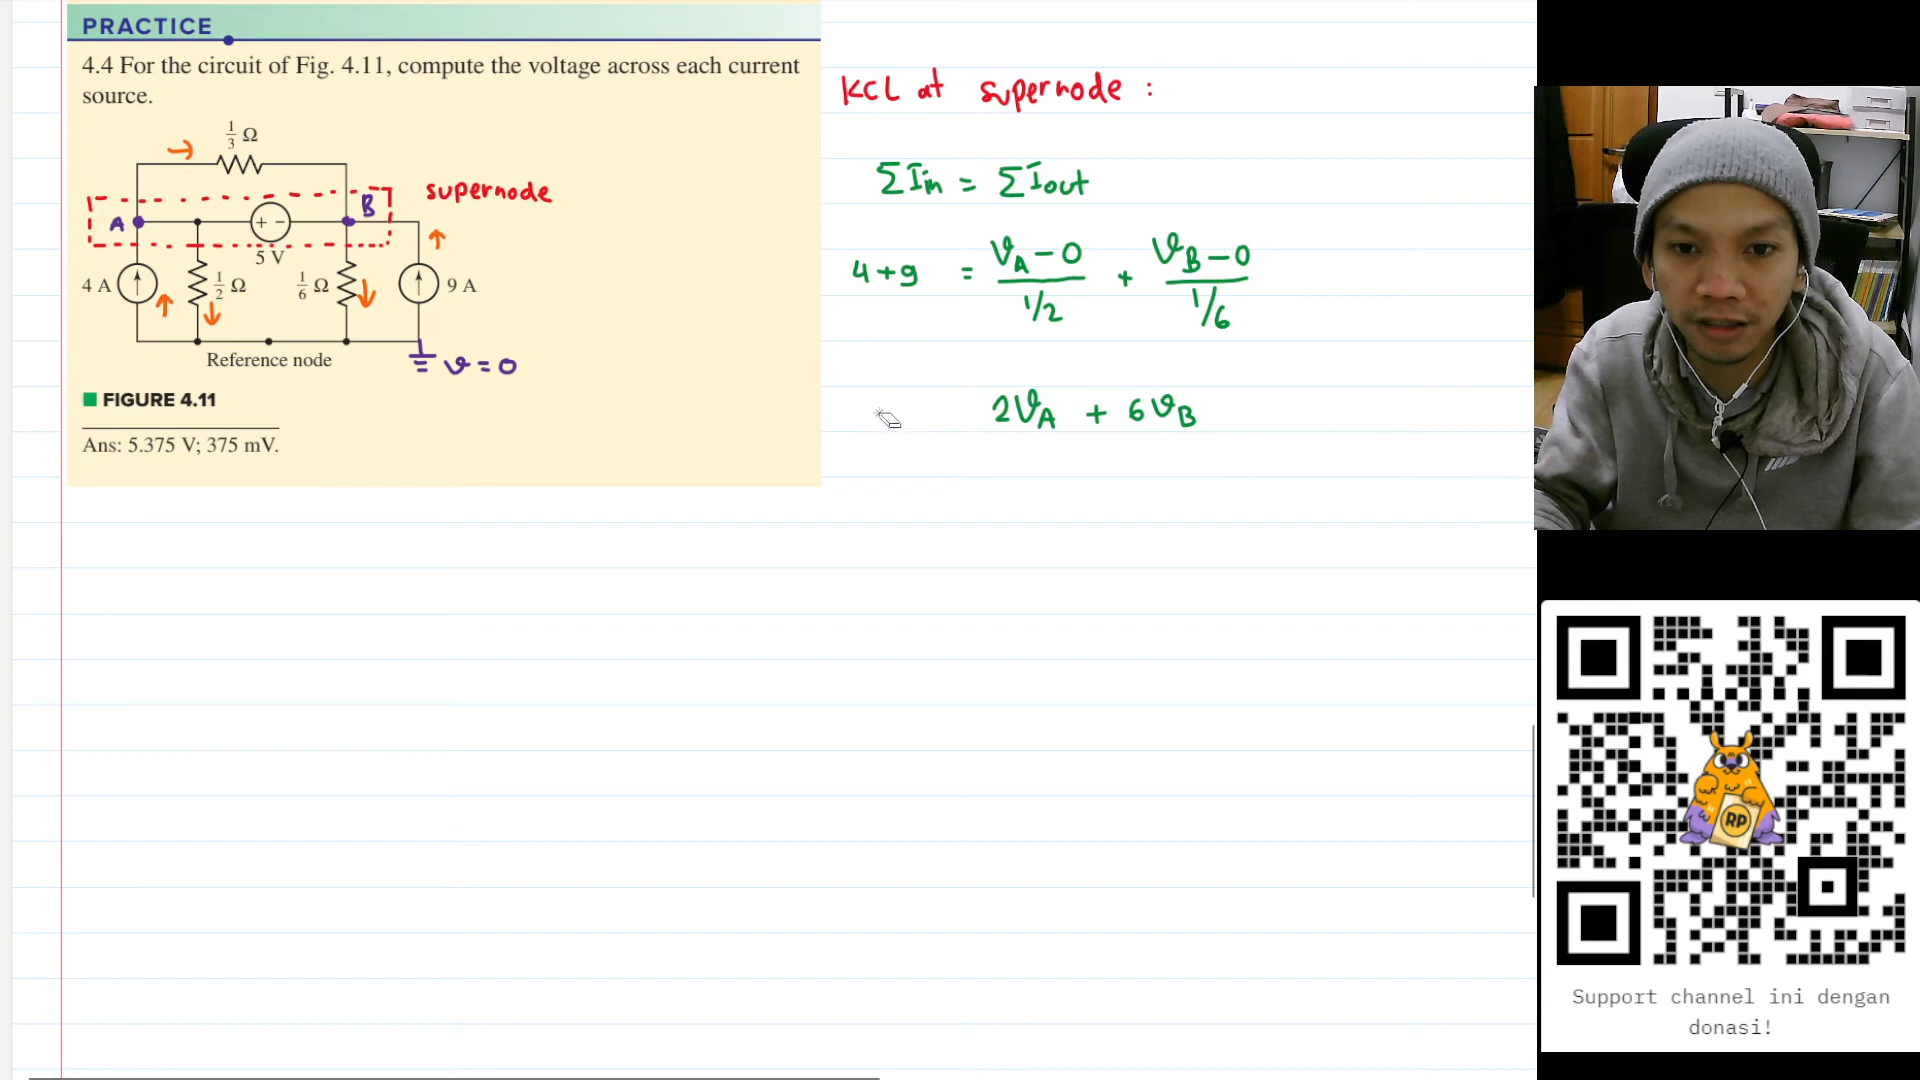 PRACTICE
4.4 For the circuit of Fig. 4.11, compute the voltage across each current
source.
1/3 Ω
A
B
supernode
+ −
5 V
4 A
1/2 Ω
1/6 Ω
9 A
Reference node
v = 0
FIGURE 4.11
Ans: 5.375 V; 375 mV.
KCL at supernode :
ΣIin = ΣIout
4+9 = (vA − 0)/(1/2) + (vB − 0)/(1/6)
2vA + 6vB
RP
Support channel ini dengan
donasi!